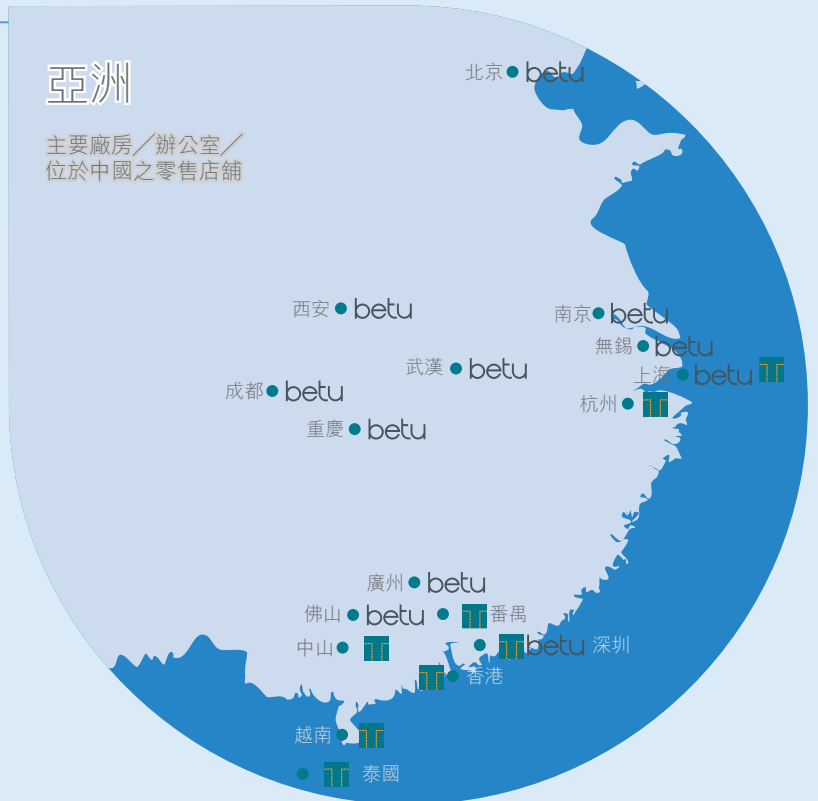 亞洲
主要廠房／辦公室／
位於中國之零售店舖
北京 betu
西安 betu
南京 betu
無錫 betu
武漢 betu
上海 betu
成都 betu
杭州
重慶 betu
廣州 betu
佛山 betu
番禺
中山
betu 深圳
香港
越南
泰國